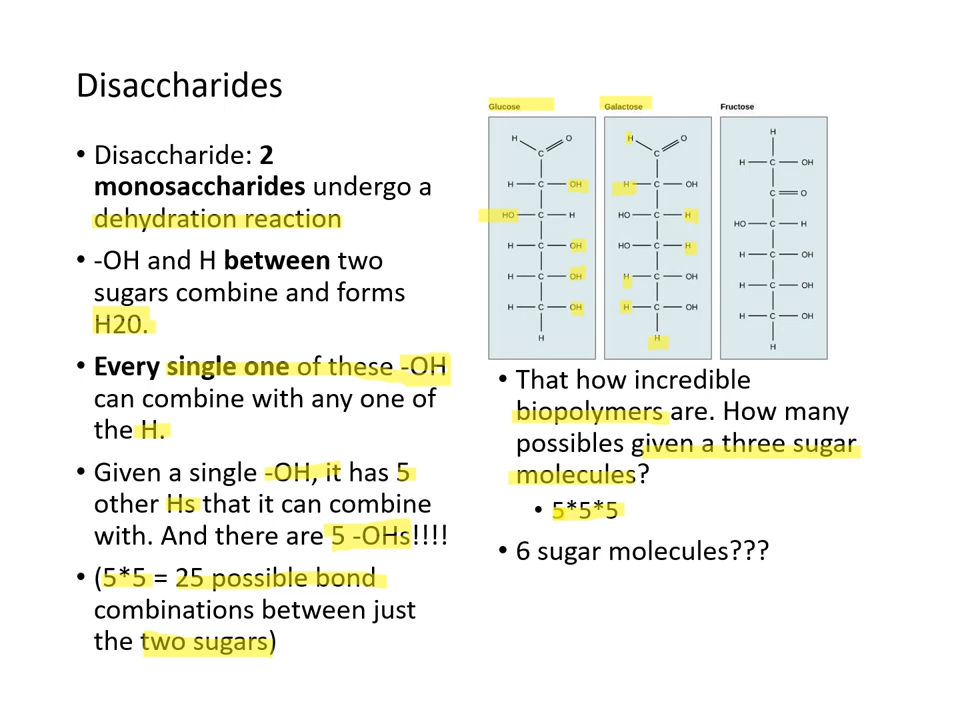 Disaccharides
• Disaccharide: 2
monosaccharides undergo a
dehydration reaction
• -OH and H between two
sugars combine and forms
H20.
• Every single one of these -OH
can combine with any one of
the H.
• Given a single -OH, it has 5
other Hs that it can combine
with. And there are 5 -OHs!!!!
• (5*5 = 25 possible bond
combinations between just
the two sugars)
Glucose Galactose Fructose
H O
C
H C OH
HO C H
H C OH
H C OH
H C OH
H
H O
C
H C OH
HO C H
HO C H
H C OH
H C OH
H
H
H C OH
C O
HO C H
H C OH
H C OH
H C OH
H
• That how incredible
biopolymers are. How many
possibles given a three sugar
molecules?
• 5*5*5
• 6 sugar molecules???